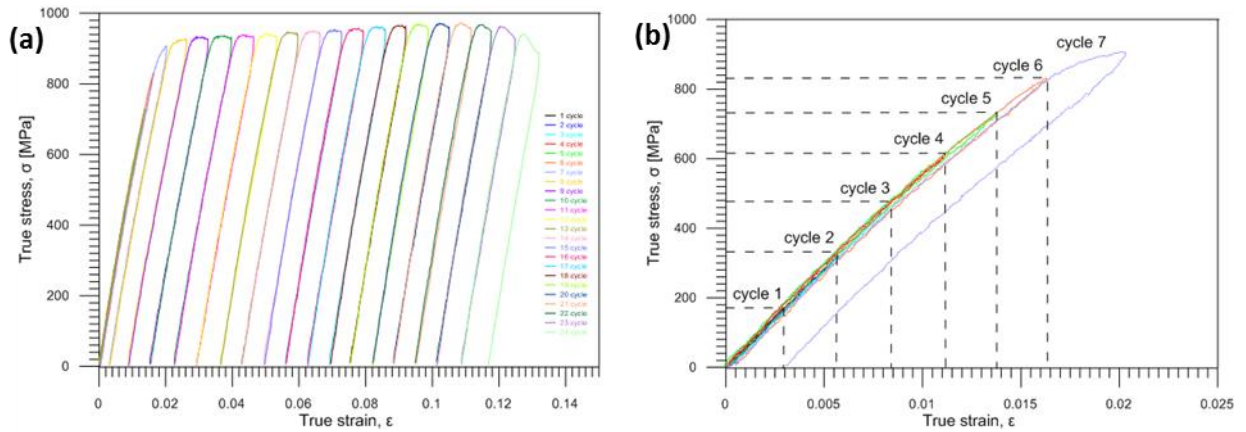 (a)
1000
800
600
400
200
0
True stress, σ [MPa]
0
0.02
0.04
0.06
0.08
0.1
0.12
0.14
True strain, ε
1 cycle
2 cycle
3 cycle
4 cycle
5 cycle
6 cycle
7 cycle
8 cycle
9 cycle
10 cycle
11 cycle
12 cycle
13 cycle
14 cycle
15 cycle
16 cycle
17 cycle
18 cycle
19 cycle
20 cycle
21 cycle
22 cycle
23 cycle
24 cycle
(b)
1000
800
600
400
200
0
True stress, σ [MPa]
cycle 7
cycle 6
cycle 5
cycle 4
cycle 3
cycle 2
cycle 1
0
0.005
0.01
0.015
0.02
0.025
True strain, ε